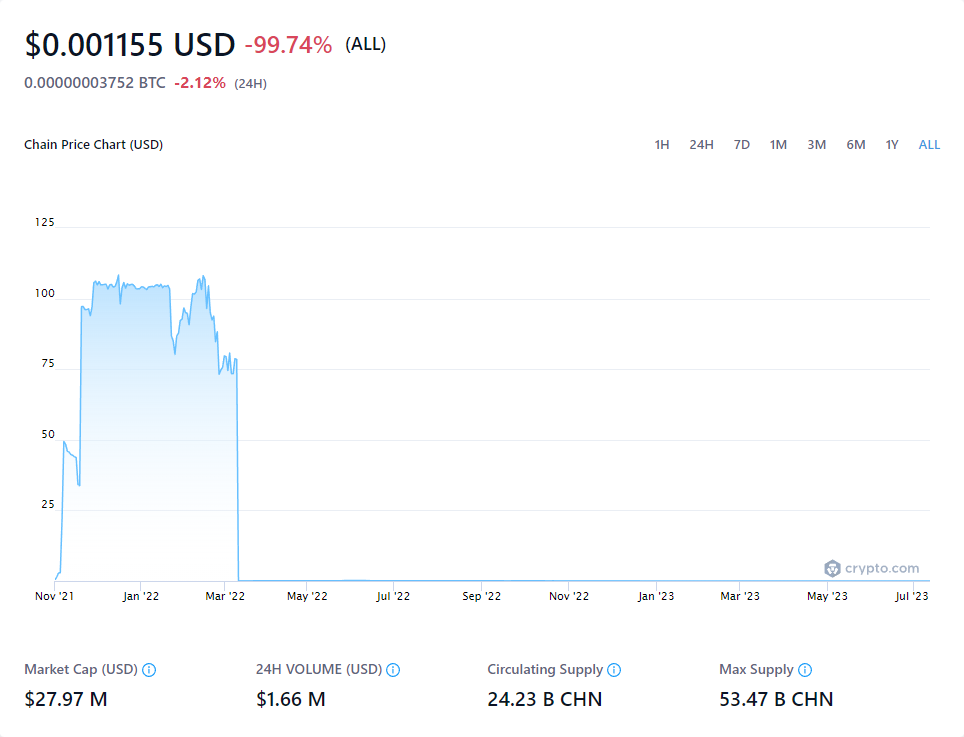 $0.001155 USD -99.74% (ALL)
0.00000003752 BTC -2.12% (24H)
Chain Price Chart (USD) 1H 24H 7D 1M 3M 6M 1Y ALL
125
100
75
50
25
crypto.com
Nov '21 Jan '22 Mar '22 May '22 Jul '22 Sep '22 Nov '22 Jan '23 Mar '23 May '23 Jul '23
Market Cap (USD) 24H VOLUME (USD) Circulating Supply Max Supply
$27.97 M $1.66 M 24.23 B CHN 53.47 B CHN